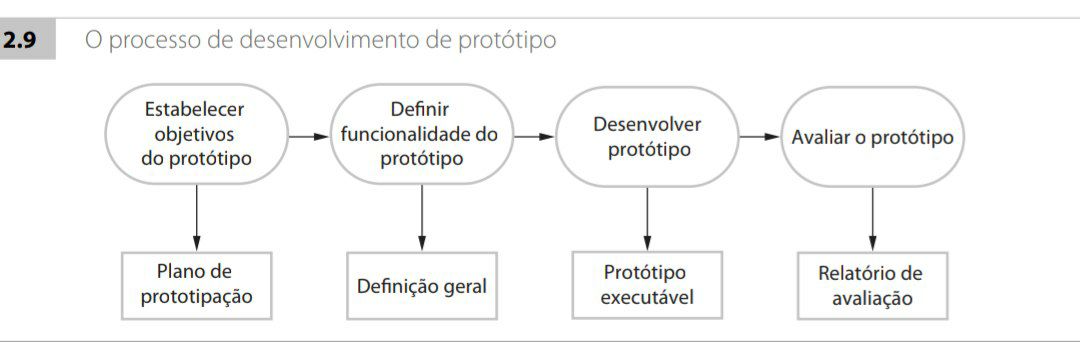 2.9 O processo de desenvolvimento de protótipo
Estabelecer
objetivos
do protótipo
Definir
funcionalidade do
protótipo
Desenvolver
protótipo
Avaliar o protótipo
Plano de
prototipação
Definição geral
Protótipo
executável
Relatório de
avaliação